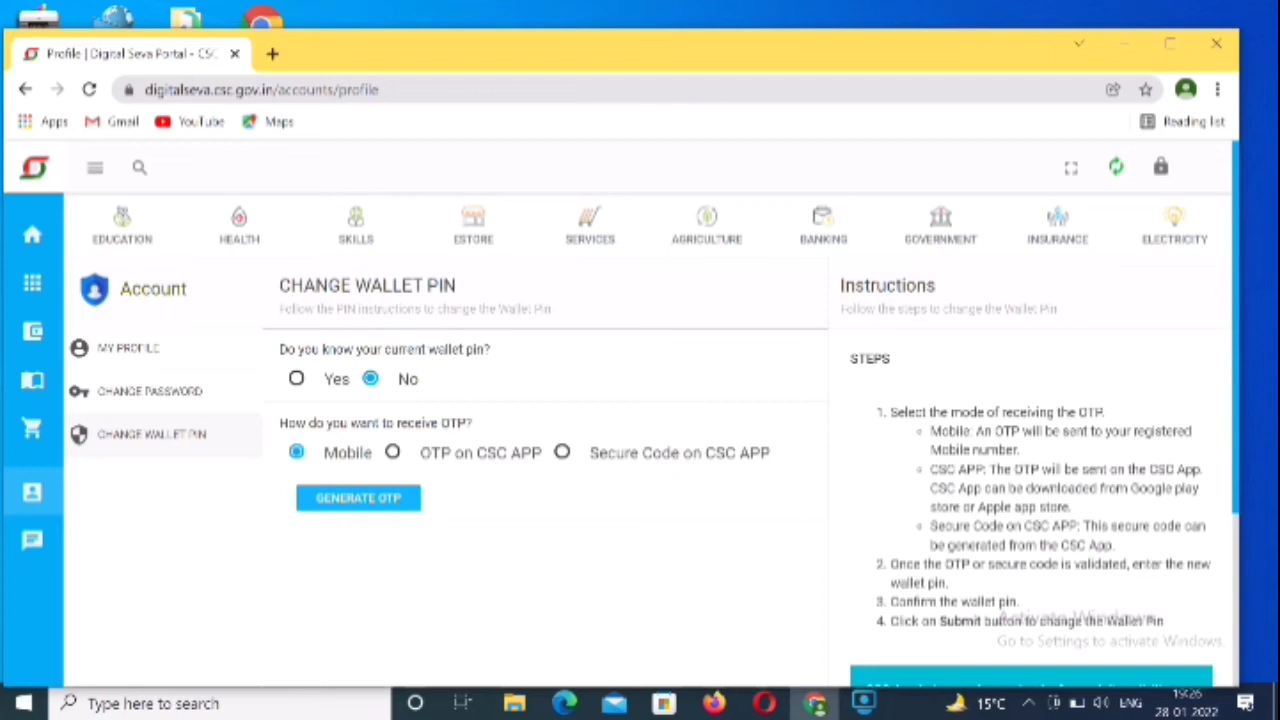 Profile | Digital Seva Portal - CSC
digitalseva.csc.gov.in/accounts/profile
Apps Gmail YouTube Maps Reading list
EDUCATION HEALTH SKILLS ESTORE SERVICES AGRICULTURE BANKING GOVERNMENT INSURANCE ELECTRICITY
Account
MY PROFILE
CHANGE PASSWORD
CHANGE WALLET PIN
CHANGE WALLET PIN
Follow the PIN instructions to change the Wallet Pin
Do you know your current wallet pin?
Yes No
How do you want to receive OTP?
Mobile OTP on CSC APP Secure Code on CSC APP
GENERATE OTP
Instructions
Follow the steps to change the Wallet Pin
STEPS
1. Select the mode of receiving the OTP.
Mobile: An OTP will be sent to your registered
Mobile number.
CSC APP: The OTP will be sent on the CSC App.
CSC App can be downloaded from Google play
store or Apple app store.
Secure Code on CSC APP: This secure code can
be generated from the CSC App.
2. Once the OTP or secure code is validated, enter the new
wallet pin.
3. Confirm the wallet pin.
4. Click on Submit button to change the Wallet Pin
Activate Windows
Go to Settings to activate Windows.
Type here to search
15°C ENG
19:26
28-01-2022